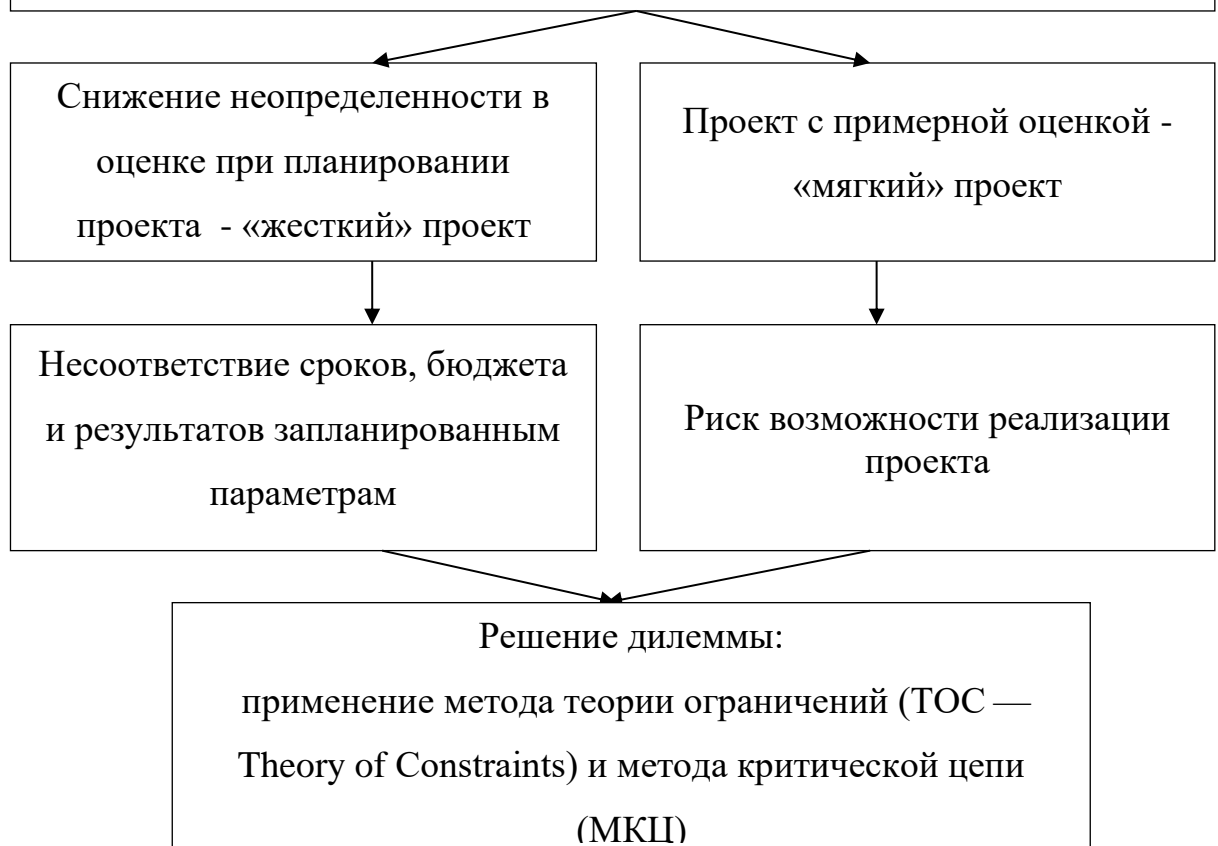 Снижение неопределенности в
оценке при планировании
проекта - «жесткий» проект
Проект с примерной оценкой -
«мягкий» проект
Несоответствие сроков, бюджета
и результатов запланированным
параметрам
Риск возможности реализации
проекта
Решение дилеммы:
применение метода теории ограничений (ТОС —
Theory of Constraints) и метода критической цепи
(МКЦ)